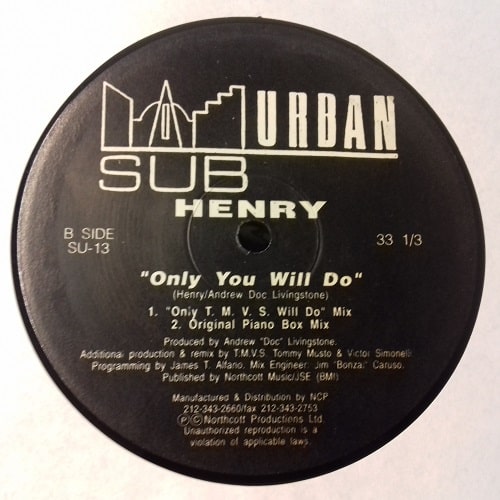 URBAN
SUB
HENRY
B SIDE
SU-13
33 1/3
"Only You Will Do"
(Henry/Andrew Doc Livingstone)
1. "Only T. M. V. S. Will Do" Mix
2. Original Piano Box Mix
Produced by Andrew "Doc" Livingstone.
Additional production & remix by T.M.V.S. Tommy Musto & Victor Simonelli
Programming by James T. Alfano. Mix Engineer: Jim "Bonza" Caruso.
Published by Northcott Music/JSE (BMI)
Manufactured & Distribution by NCP
212-343-2660/fax 212-343-2753
ⓅⒸNorthcott Productions Ltd.
Unauthorized reproduction is a
violation of applicable laws.